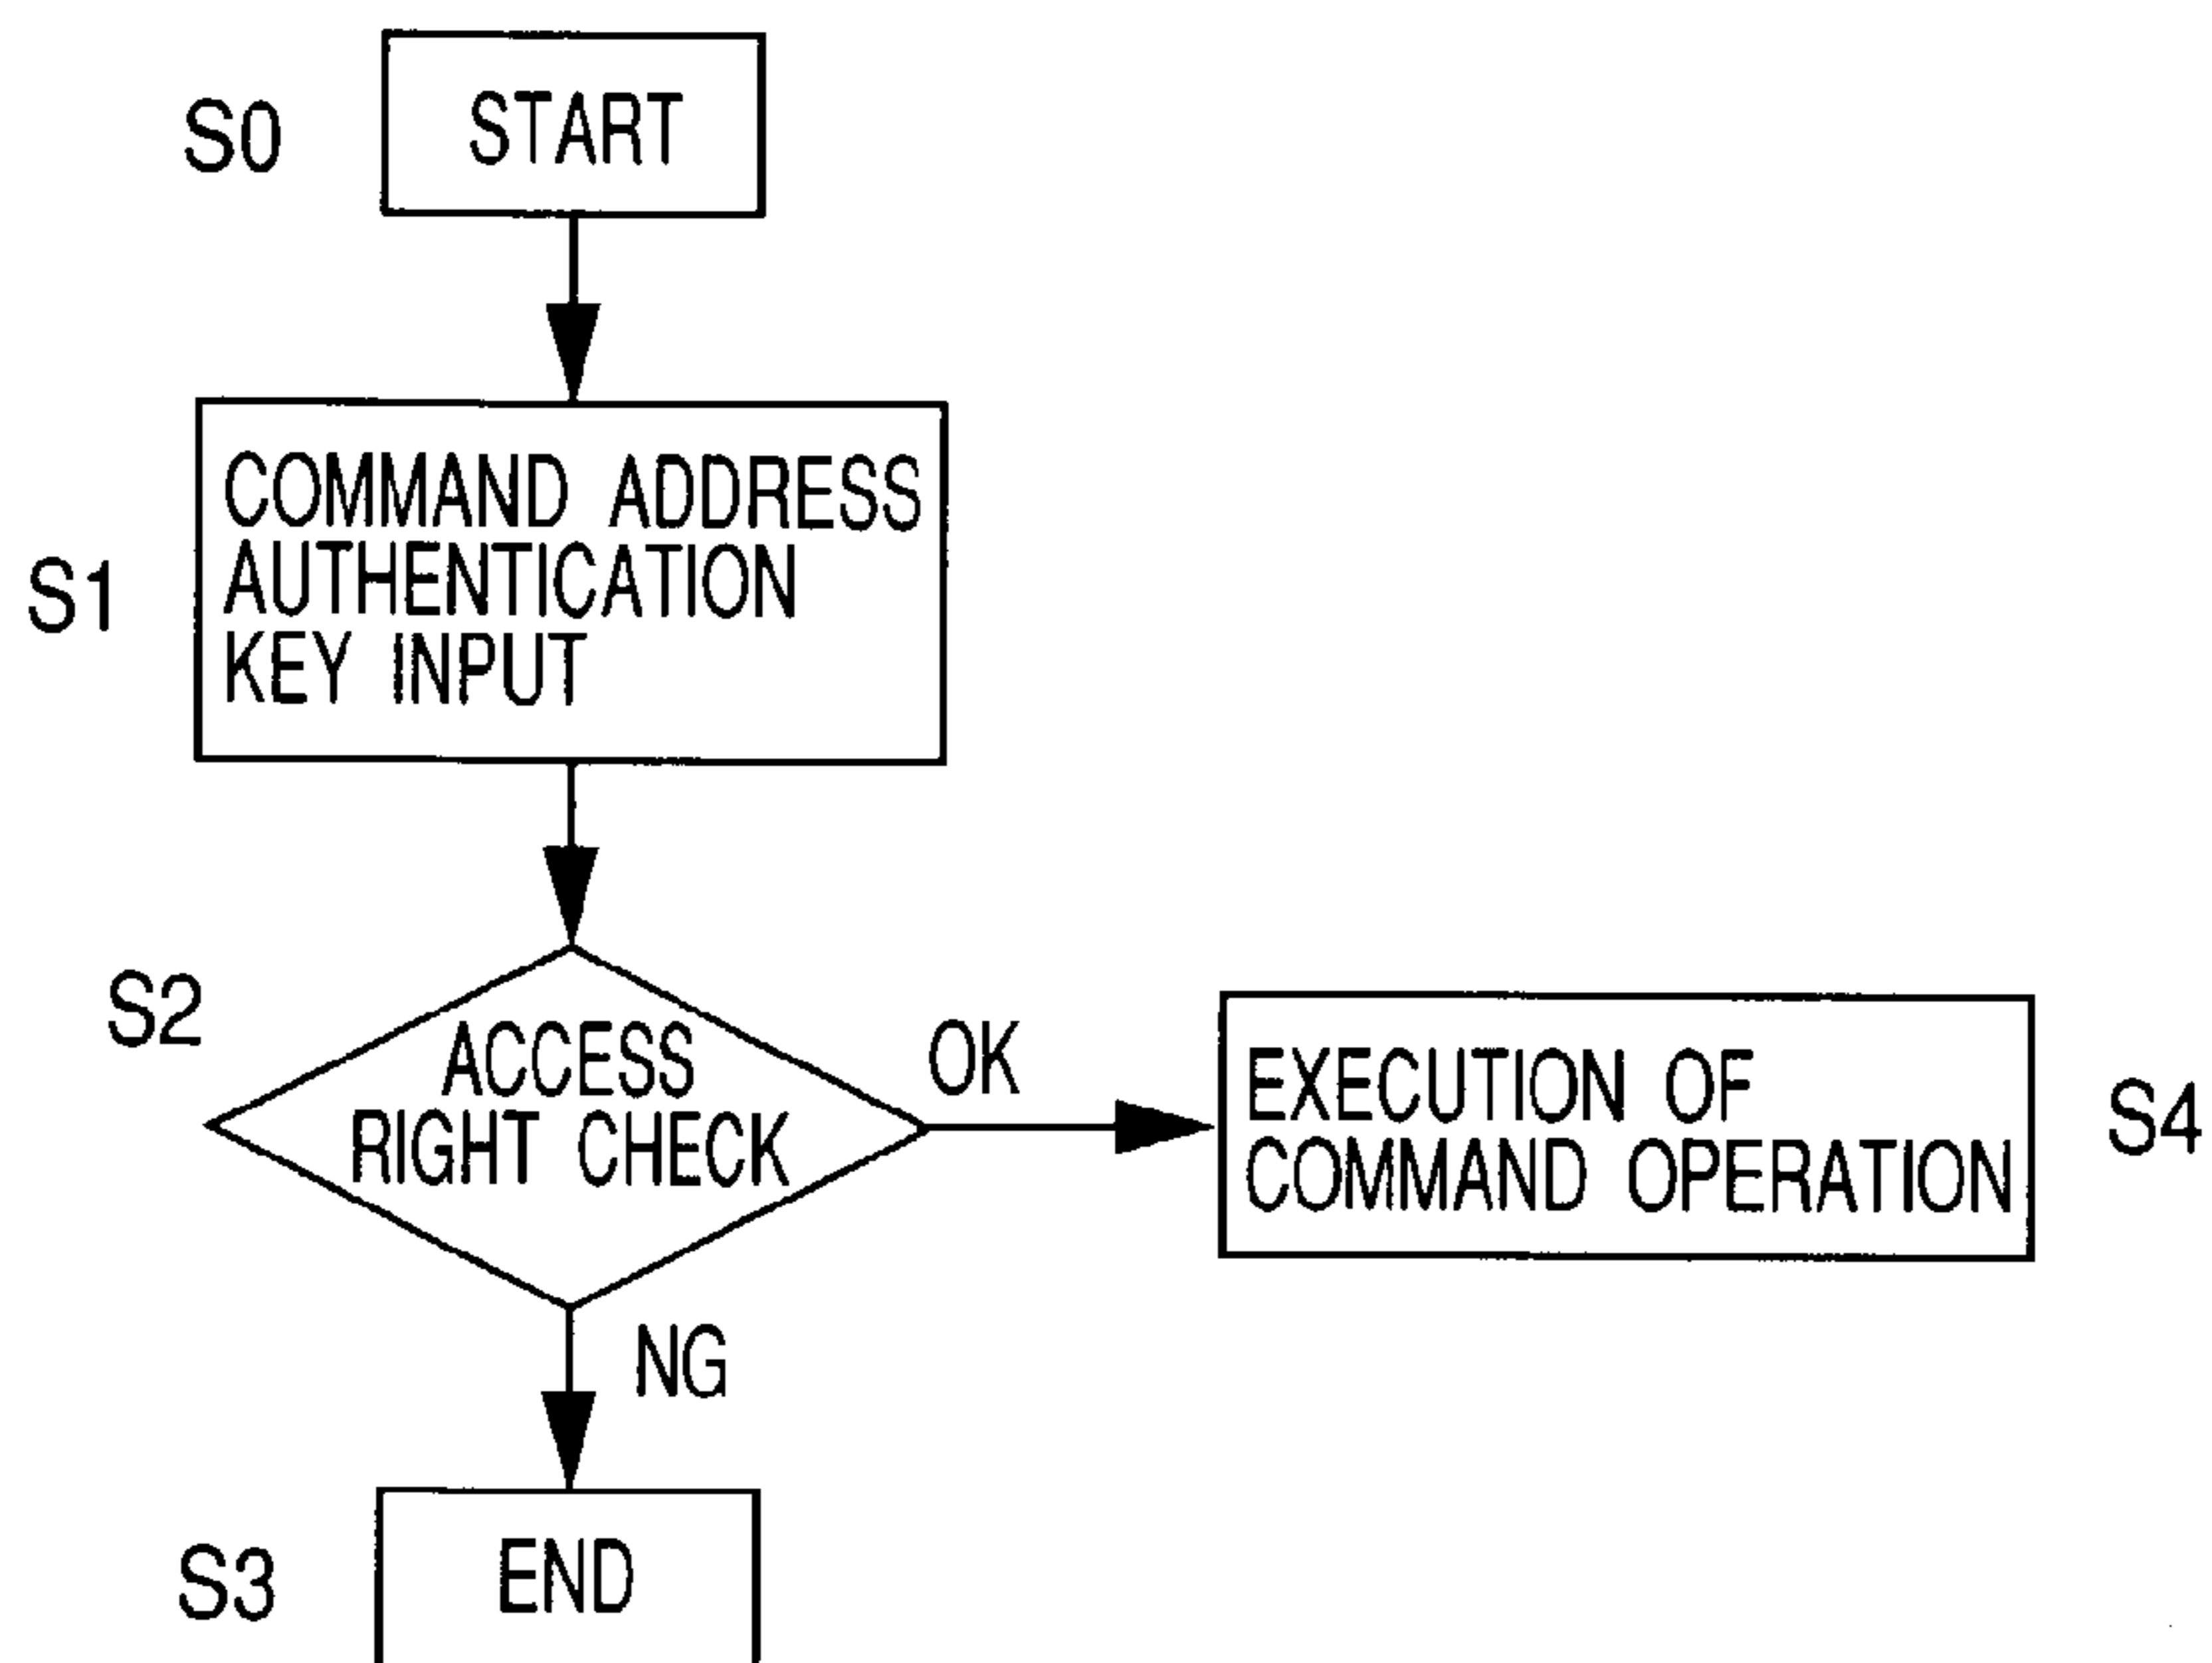 S0
START
S1
COMMAND ADDRESS
AUTHENTICATION
KEY INPUT
S2
ACCESS
RIGHT CHECK
OK
EXECUTION OF
COMMAND OPERATION
S4
NG
S3
END